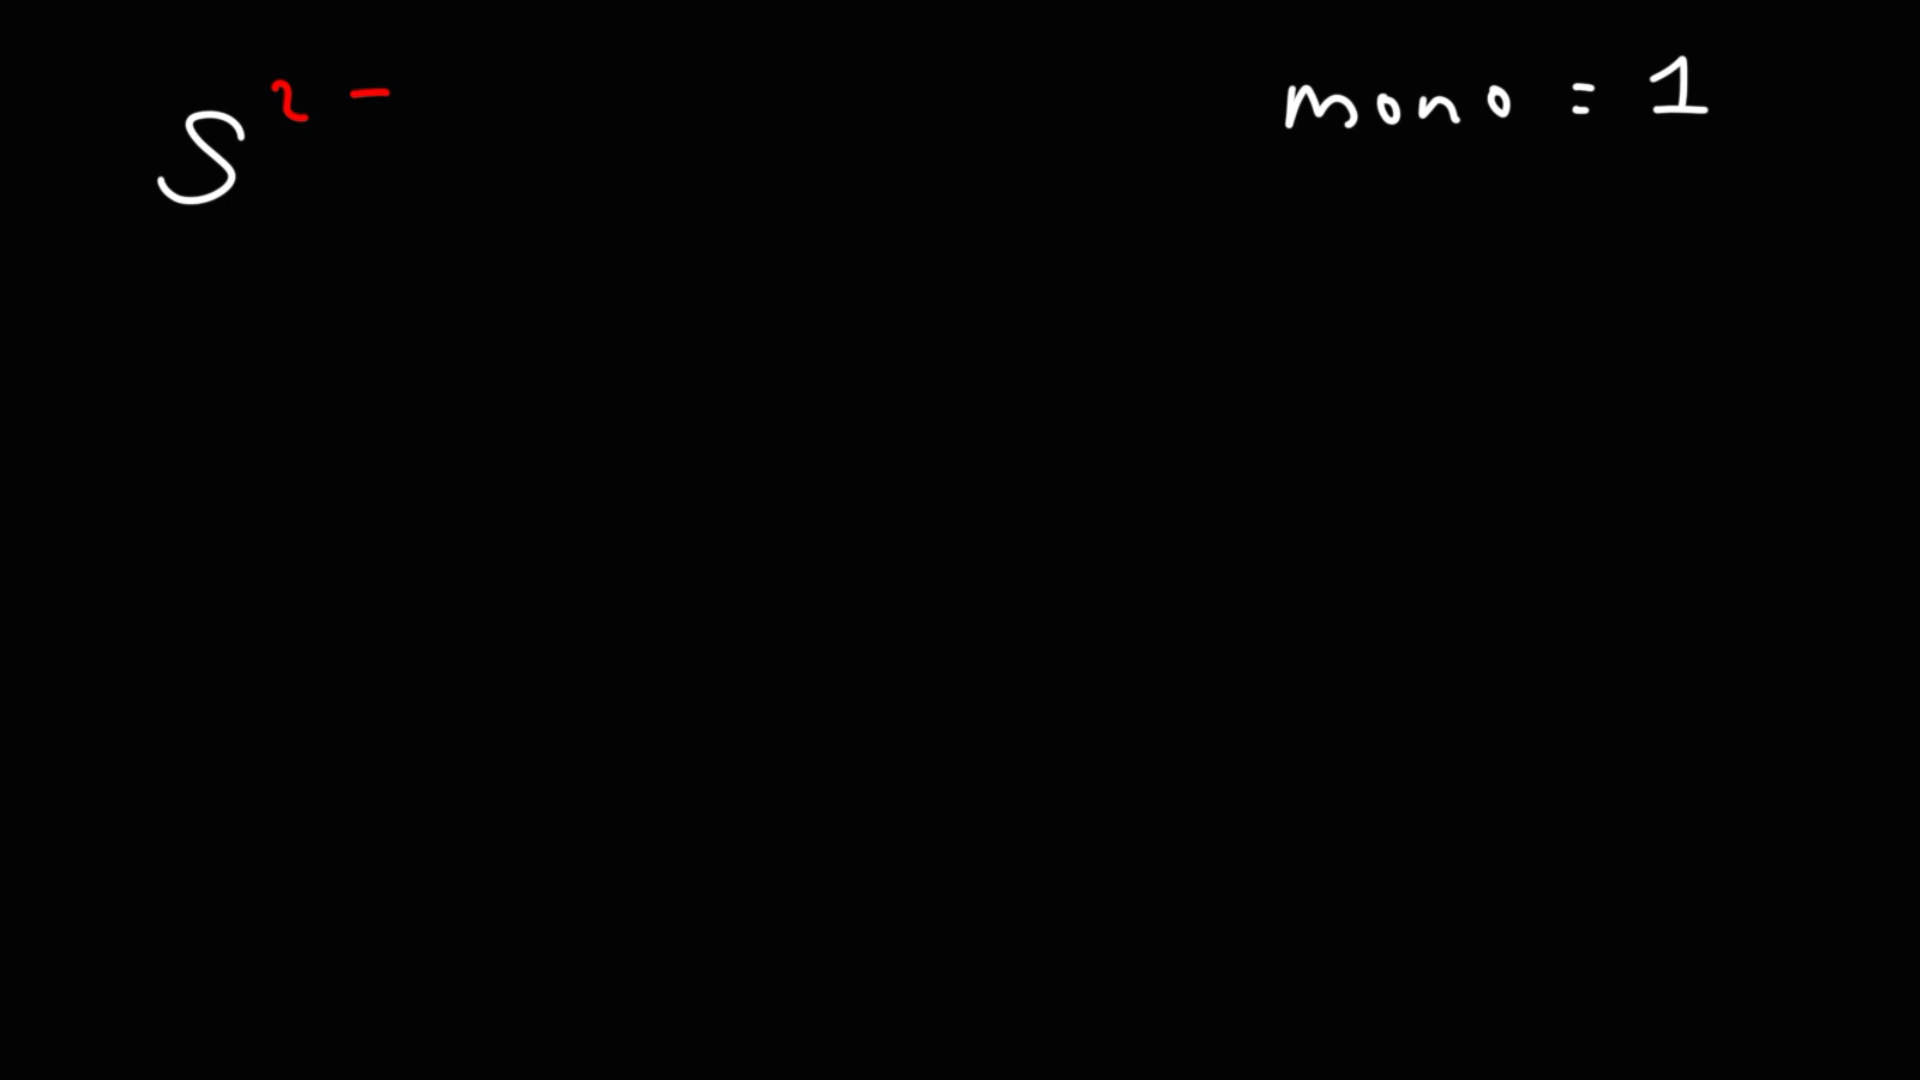 S²⁻
mono = 1